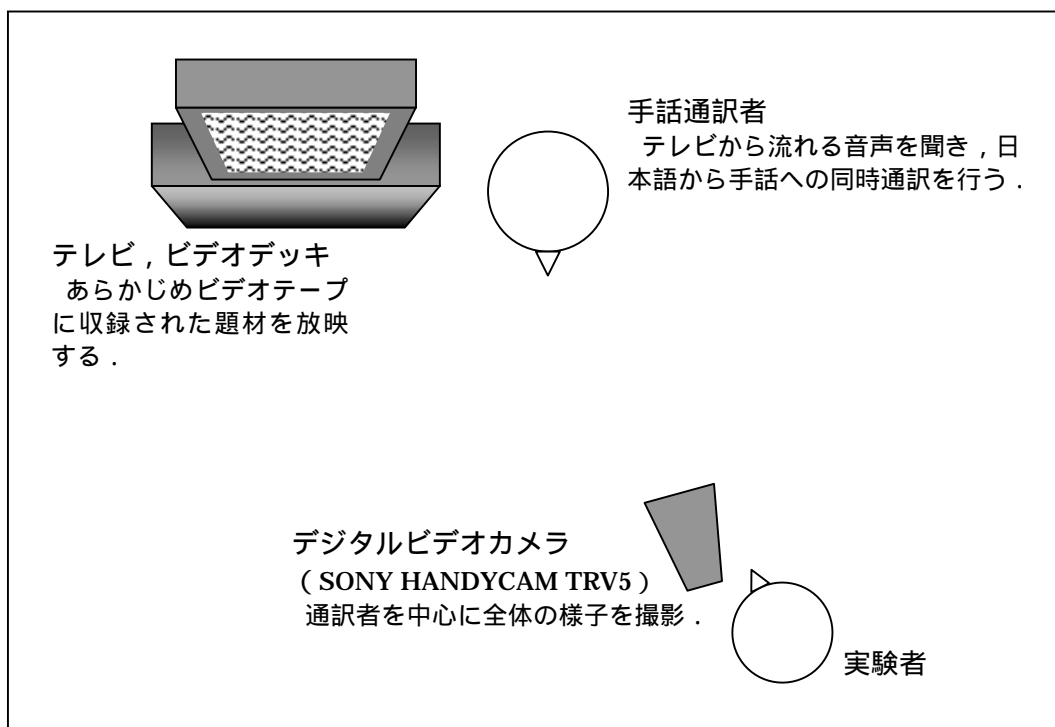 手話通訳者
テレビから流れる音声を聞き，日
本語から手話への同時通訳を行う．
テレビ，ビデオデッキ
あらかじめビデオテープ
に収録された題材を放映
する．
デジタルビデオカメラ
（SONY HANDYCAM TRV5）
通訳者を中心に全体の様子を撮影．
実験者